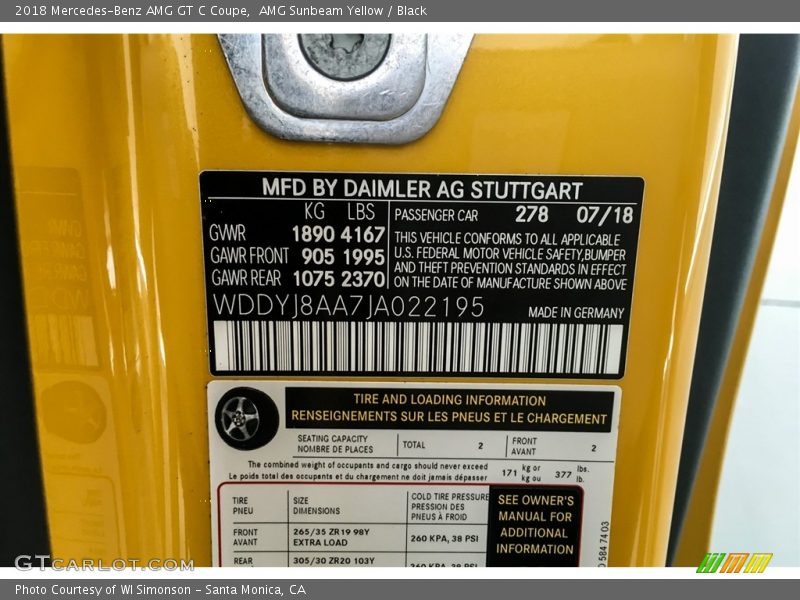 2018 Mercedes-Benz AMG GT C Coupe,  AMG Sunbeam Yellow / Black
MFD BY DAIMLER AG STUTTGART
KG LBS
GVWR 1890 4167
GAWR FRONT 905 1995
GAWR REAR 1075 2370
PASSENGER CAR 278 07/18
THIS VEHICLE CONFORMS TO ALL APPLICABLE
U.S. FEDERAL MOTOR VEHICLE SAFETY,BUMPER
AND THEFT PREVENTION STANDARDS IN EFFECT
ON THE DATE OF MANUFACTURE SHOWN ABOVE
WDDYJ8AA7JA022195
MADE IN GERMANY
TIRE AND LOADING INFORMATION
RENSEIGNEMENTS SUR LES PNEUS ET LE CHARGEMENT
SEATING CAPACITY
NOMBRE DE PLACES
TOTAL 2
FRONT
AVANT
2
The combined weight of occupants and cargo should never exceed
Le poids total des occupants et du chargement ne doit jamais dépasser
171 kg or
kg ou
377 lbs.
lb.
TIRE
PNEU
SIZE
DIMENSIONS
COLD TIRE PRESSURE
PRESSION DES
PNEUS À FROID
SEE OWNER'S
MANUAL FOR
ADDITIONAL
INFORMATION
FRONT
AVANT
265/35 ZR19 98Y
EXTRA LOAD
260 KPA, 38 PSI
REAR
305/30 ZR20 103Y
260 KPA, 38 PSI
584 74 03
GTCarLot.com
Photo Courtesy of WI Simonson - Santa Monica, CA